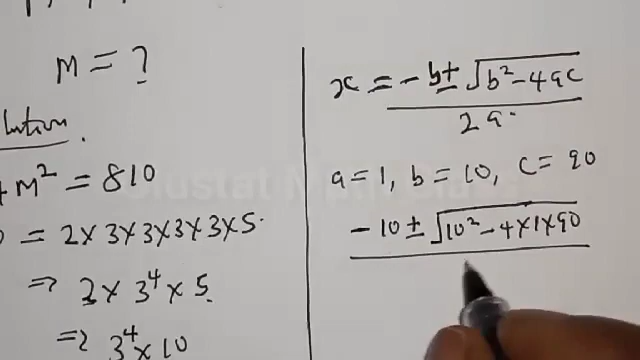 m = ?
lution.
m² = 810
= 2×3×3×3×3×5.
⇒ 2 × 3⁴ × 5.
⇒ 3⁴ × 10
x = -b ± √b² - 4ac
2a.
a = 1, b = 10, c = 90
- 10 ± √10² - 4×1×90